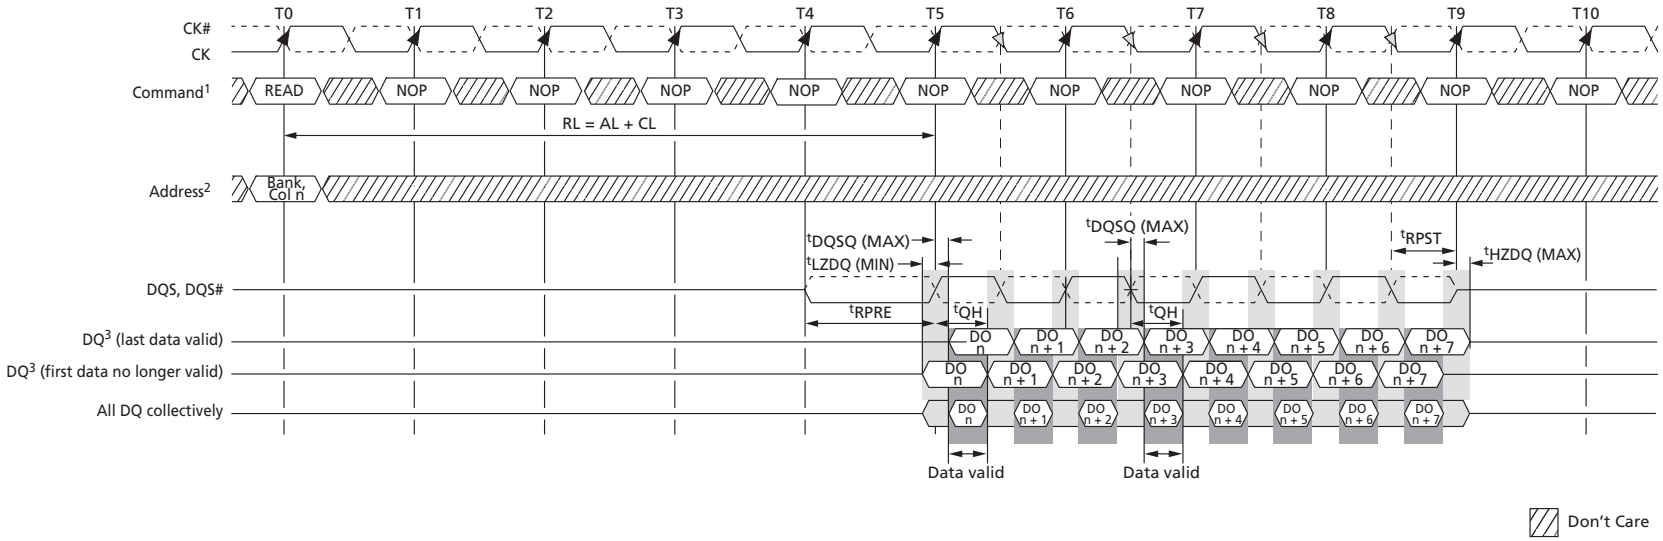 T0 T1 T2 T3 T4 T5 T6 T7 T8 T9 T10
CK#
CK
Command1 READ NOP NOP NOP NOP NOP NOP NOP NOP NOP NOP
RL = AL + CL
Address2 Bank, Col n
tDQSQ (MAX) tDQSQ (MAX) tRPST
tLZDQ (MIN) tHZDQ (MAX)
DQS, DQS#
tRPRE tQH tQH
DQ3 (last data valid) DO n DO n + 1 DO n + 2 DO n + 3 DO n + 4 DO n + 5 DO n + 6 DO n + 7
DQ3 (first data no longer valid) DO n DO n + 1 DO n + 2 DO n + 3 DO n + 4 DO n + 5 DO n + 6 DO n + 7
All DQ collectively DO n DO n + 1 DO n + 2 DO n + 3 DO n + 4 DO n + 5 DO n + 6 DO n + 7
Data valid Data valid
Don't Care